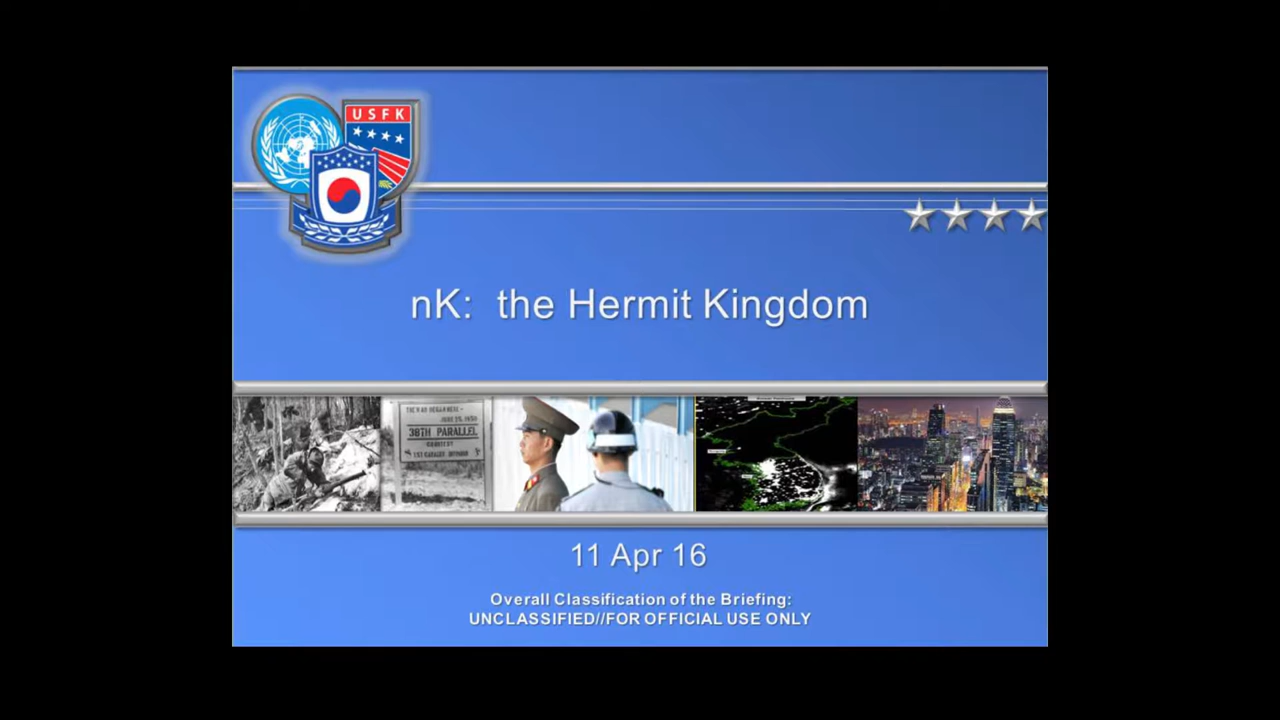 USFK
nK: the Hermit Kingdom
38TH PARALLEL
11 Apr 16
Overall Classification of the Briefing:
UNCLASSIFIED//FOR OFFICIAL USE ONLY